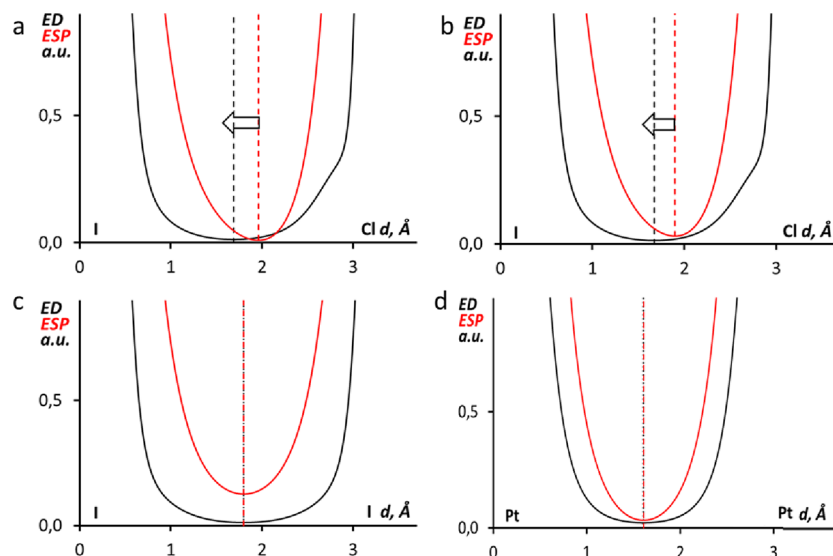 a
ED
ESP
a.u.
0,5
0,0
I
Cl d, Å
0
1
2
3
b
ED
ESP
a.u.
0,5
0,0
I
Cl d, Å
0
1
2
3
c
ED
ESP
a.u.
0,5
0,0
I
I d, Å
0
1
2
3
d
ED
ESP
a.u.
0,5
0,0
Pt
Pt d, Å
0
1
2
3